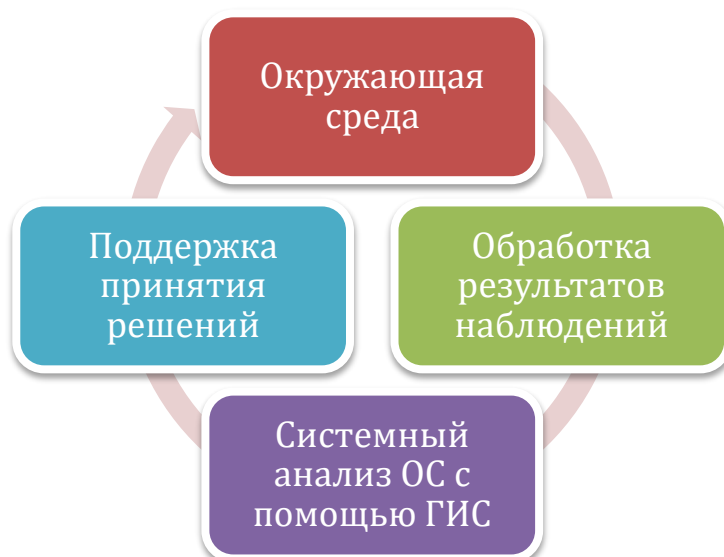 Окружающая
среда
Обработка
результатов
наблюдений
Системный
анализ ОС с
помощью ГИС
Поддержка
принятия
решений